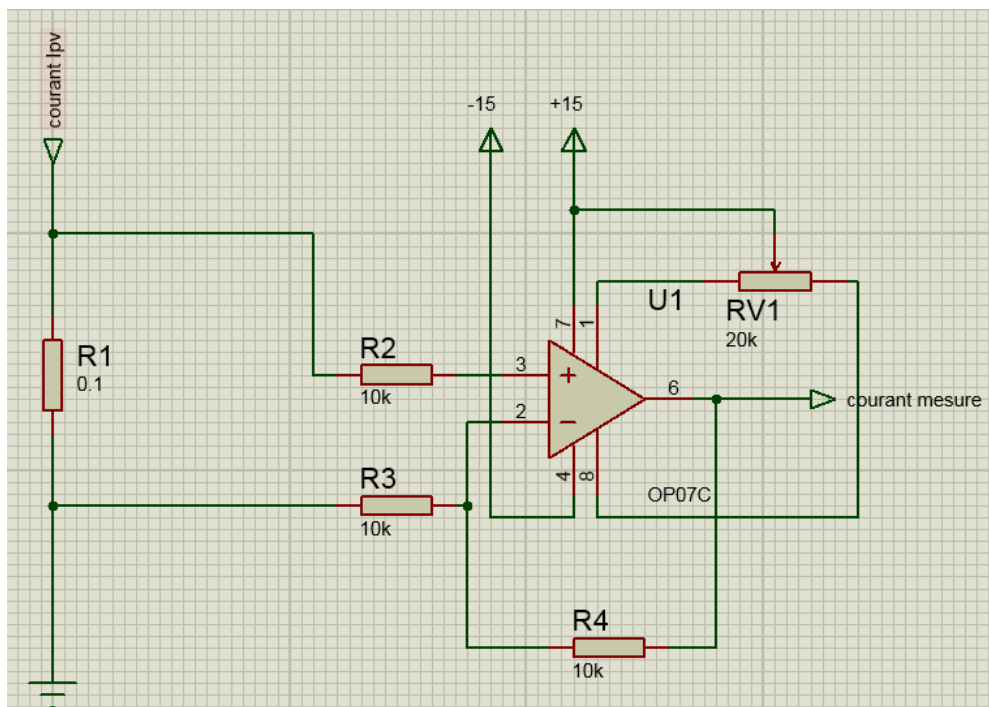 courant Ipv
-15
+15
R1
0.1
R2
10k
R3
10k
3
2
+
−
7
1
4
8
6
U1
RV1
20k
OP07C
courant mesure
R4
10k